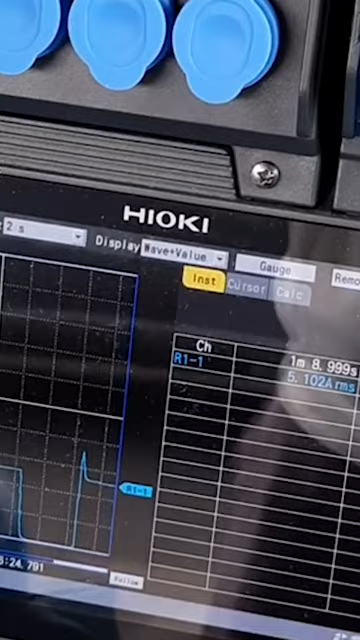 HIOKI
2 s Display Wave+Value Gauge
Inst Cursor Calc
Ch 1m 8.999s
R1-1 5.102Arms
R1-1
:24.791